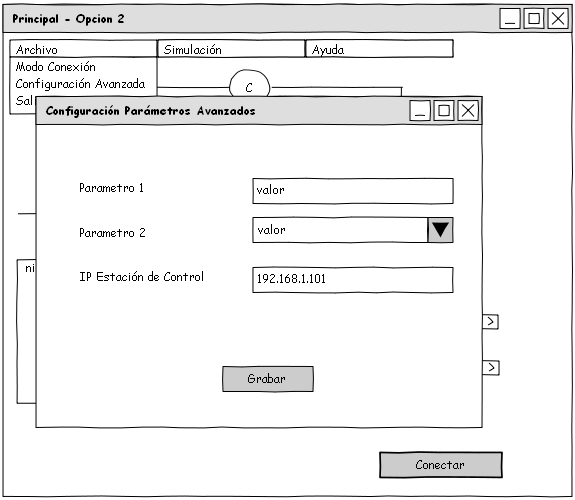 Principal - Opcion 2
Archivo
Simulación
Ayuda
Modo Conexión
Configuración Avanzada
Sal
C
Configuración Parámetros Avanzados
Parametro 1
valor
Parametro 2
valor
IP Estación de Control
192.168.1.101
ni
>
>
Grabar
Conectar